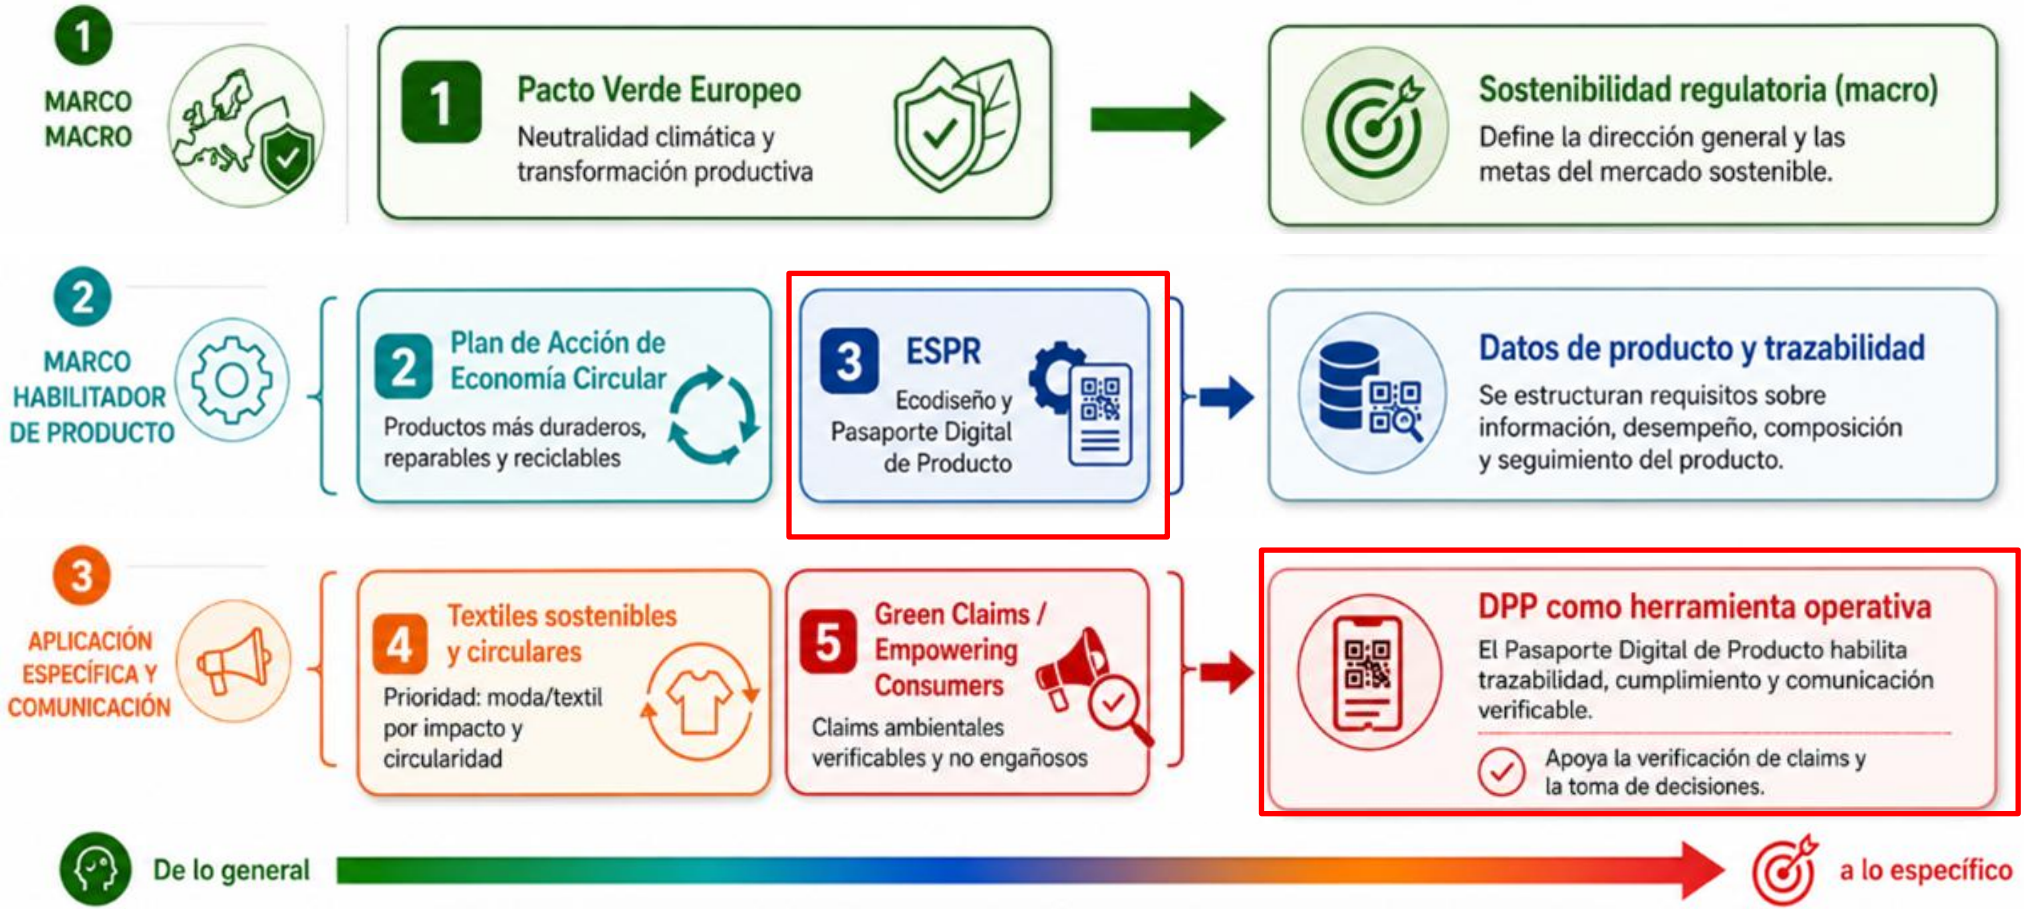 1
MARCO
MACRO
1
Pacto Verde Europeo
Neutralidad climática y
transformación productiva
Sostenibilidad regulatoria (macro)
Define la dirección general y las
metas del mercado sostenible.
2
MARCO
HABILITADOR
DE PRODUCTO
2
Plan de Acción de
Economía Circular
Productos más duraderos,
reparables y reciclables
3
ESPR
Ecodiseño y
Pasaporte Digital
de Producto
Datos de producto y trazabilidad
Se estructuran requisitos sobre
información, desempeño, composición
y seguimiento del producto.
3
APLICACIÓN
ESPECÍFICA Y
COMUNICACIÓN
4
Textiles sostenibles
y circulares
Prioridad: moda/textil
por impacto y
circularidad
5
Green Claims /
Empowering
Consumers
Claims ambientales
verificables y no engañosos
DPP como herramienta operativa
El Pasaporte Digital de Producto habilita
trazabilidad, cumplimiento y comunicación
verificable.
Apoya la verificación de claims y
la toma de decisiones.
De lo general
a lo específico